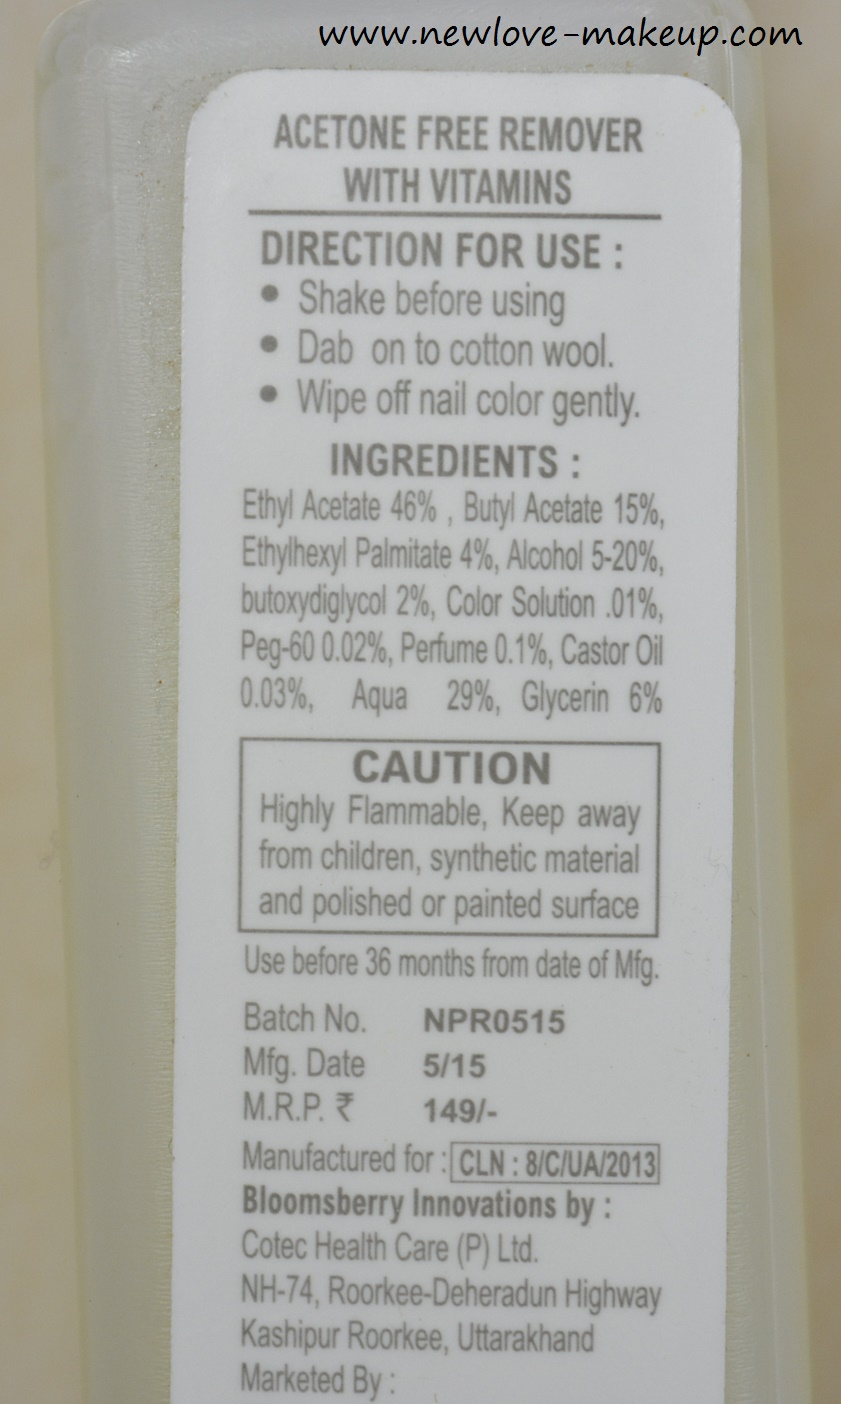 www.newlove-makeup.com
ACETONE FREE REMOVER
WITH VITAMINS
DIRECTION FOR USE :
• Shake before using
• Dab on to cotton wool.
• Wipe off nail color gently.
INGREDIENTS :
Ethyl Acetate 46% , Butyl Acetate 15%,
Ethylhexyl Palmitate 4%, Alcohol 5-20%,
butoxydiglycol 2%, Color Solution .01%,
Peg-60 0.02%, Perfume 0.1%, Castor Oil
0.03%, Aqua 29%, Glycerin 6%
CAUTION
Highly Flammable, Keep away
from children, synthetic material
and polished or painted surface
Use before 36 months from date of Mfg.
Batch No. NPR0515
Mfg. Date 5/15
M.R.P. ₹ 149/-
Manufactured for : CLN : 8/C/UA/2013
Bloomsberry Innovations by :
Cotec Health Care (P) Ltd.
NH-74, Roorkee-Deheradun Highway
Kashipur Roorkee, Uttarakhand
Marketed By :